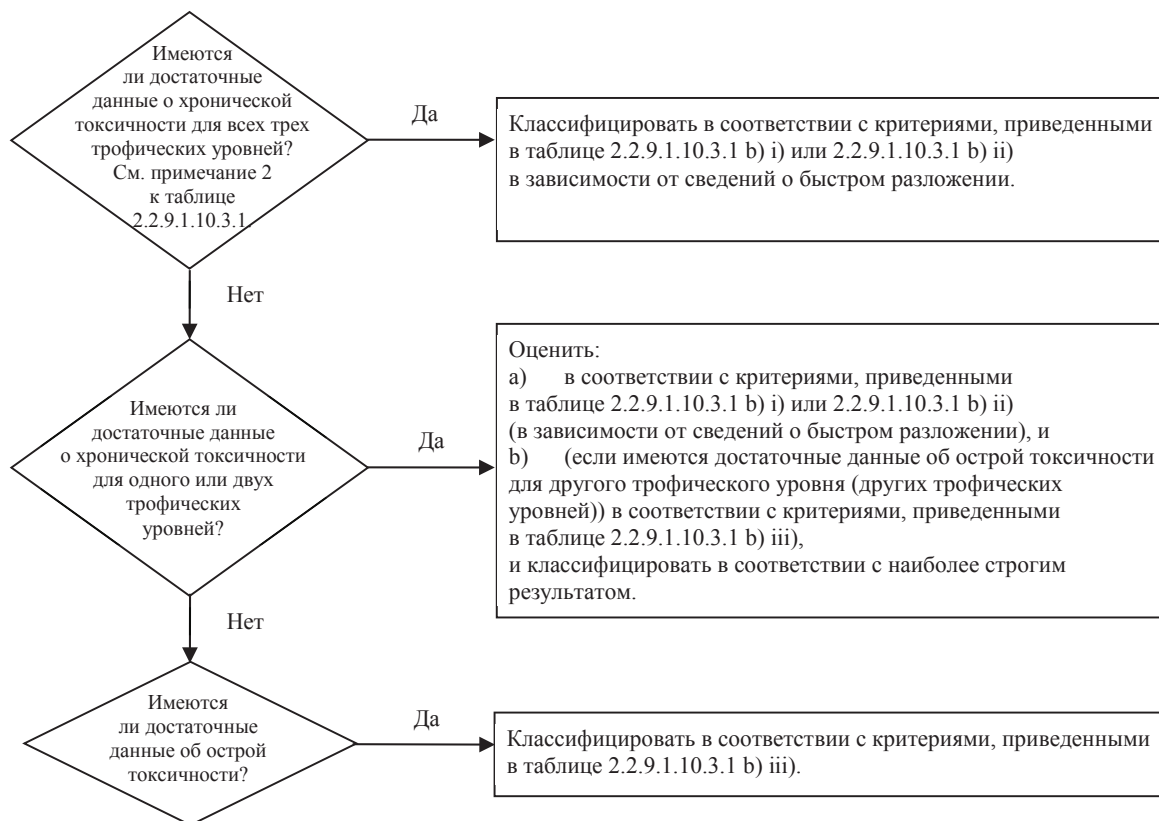 Имеются
ли достаточные
данные о хронической
токсичности для всех трех
трофических уровней?
См. примечание 2
к таблице
2.2.9.1.10.3.1.
Да
Классифицировать в соответствии с критериями, приведенными
в таблице 2.2.9.1.10.3.1 b) i) или 2.2.9.1.10.3.1 b) ii)
в зависимости от сведений о быстром разложении.
Нет
Имеются ли
достаточные данные
о хронической токсичности
для одного или двух
трофических
уровней?
Да
Оценить:
a) в соответствии с критериями, приведенными
в таблице 2.2.9.1.10.3.1 b) i) или 2.2.9.1.10.3.1 b) ii)
(в зависимости от сведений о быстром разложении), и
b) (если имеются достаточные данные об острой токсичности
для другого трофического уровня (других трофических
уровней)) в соответствии с критериями, приведенными
в таблице 2.2.9.1.10.3.1 b) iii),
и классифицировать в соответствии с наиболее строгим
результатом.
Нет
Имеются
ли достаточные
данные об острой
токсичности?
Да
Классифицировать в соответствии с критериями, приведенными
в таблице 2.2.9.1.10.3.1 b) iii).